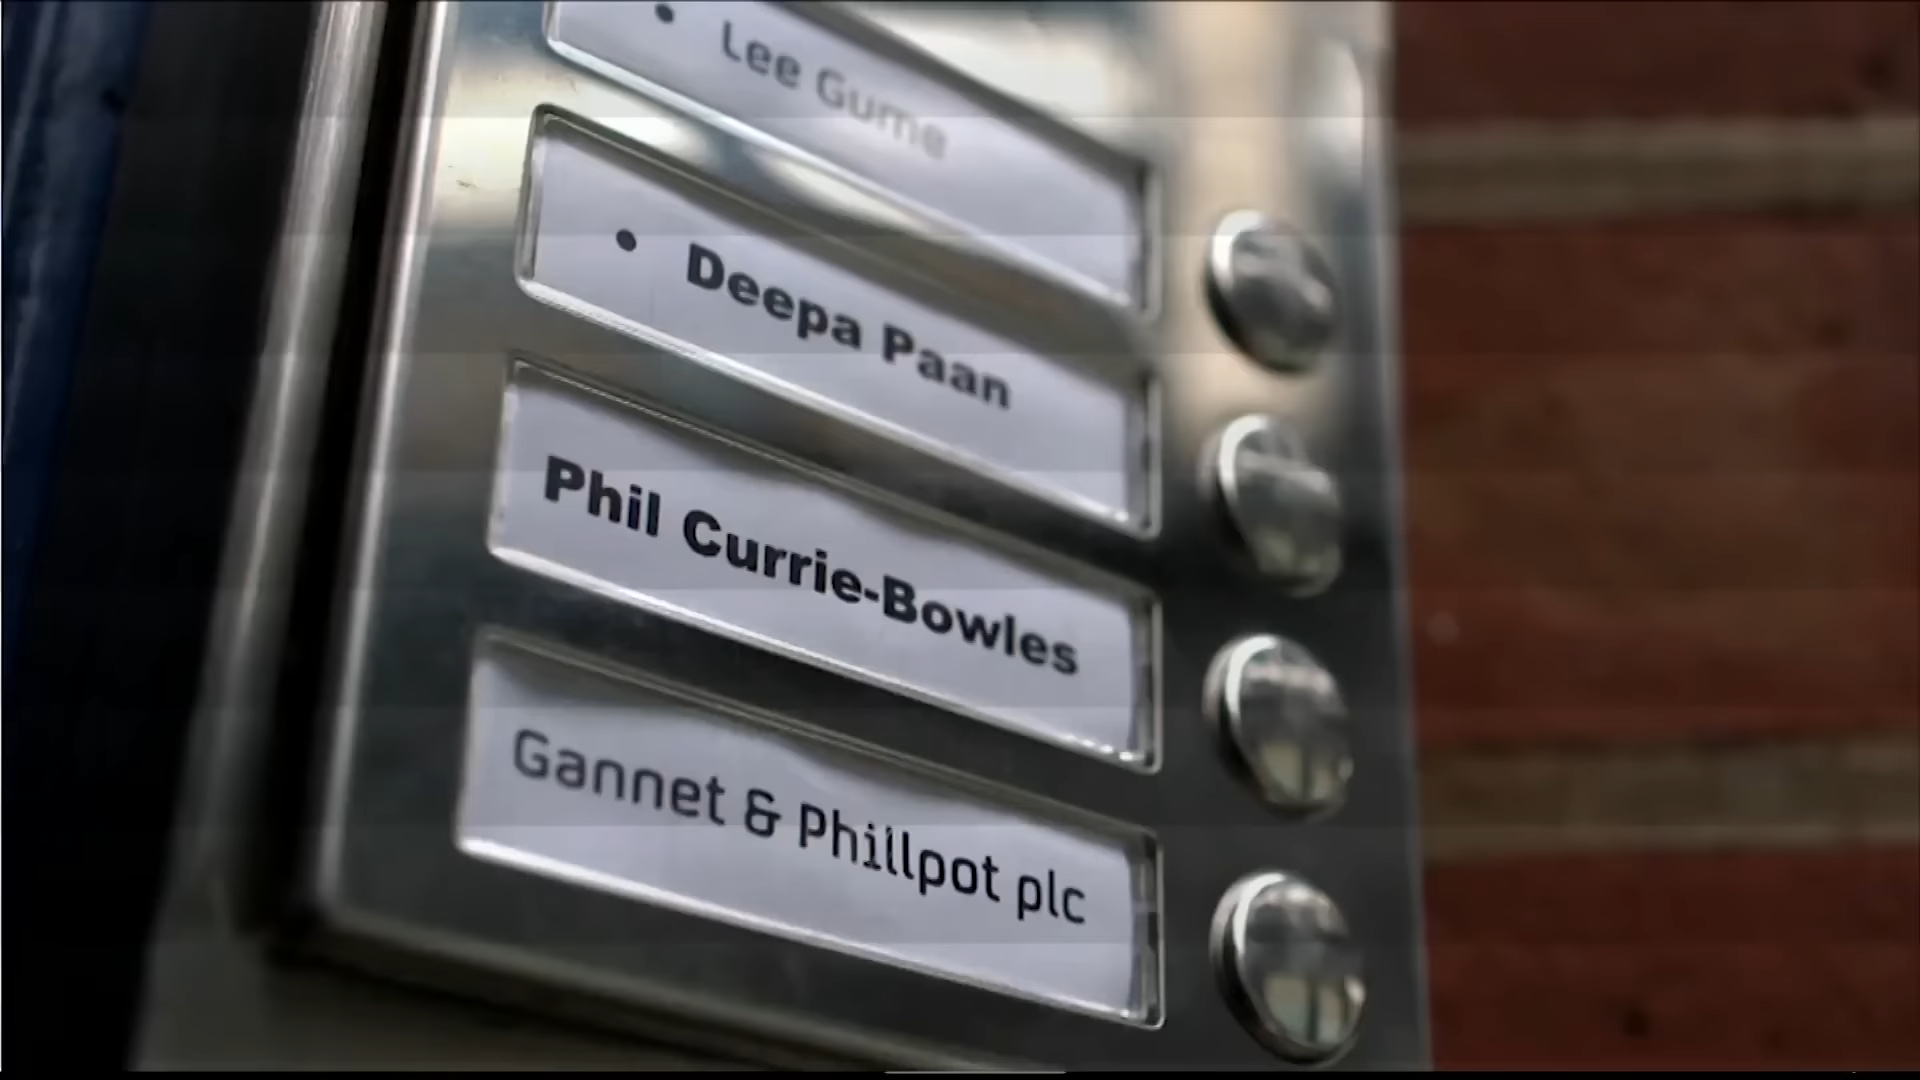 • Lee Gume
• Deepa Paan
Phil Currie-Bowles
Gannet & Phillpot plc